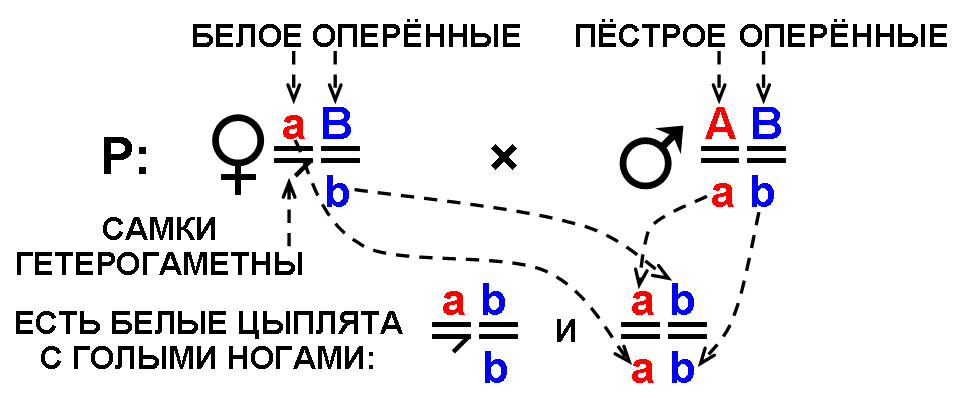 БЕЛОЕ ОПЕРЁННЫЕ ПЁСТРОЕ ОПЕРЁННЫЕ
a B A B
P: ♀ × ♂
b a b
САМКИ
ГЕТЕРОГАМЕТНЫ
a b a b
ЕСТЬ БЕЛЫЕ ЦЫПЛЯТА И
С ГОЛЫМИ НОГАМИ: b a b